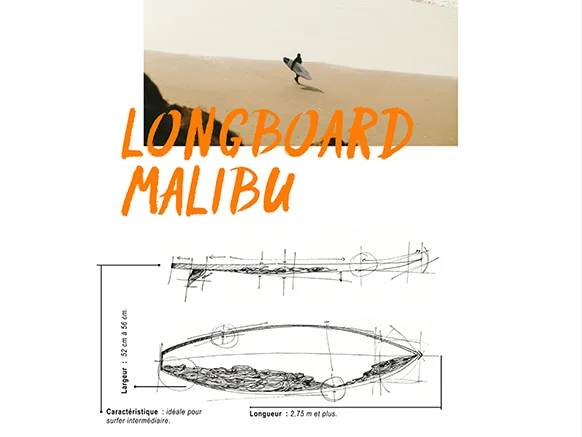 LONGBOARD
MALIBU
Largeur : 52 cm à 56 cm.
Caractéristique : idéale pour
surfer intermédiaire.
Longueur : 2,75 m et plus.